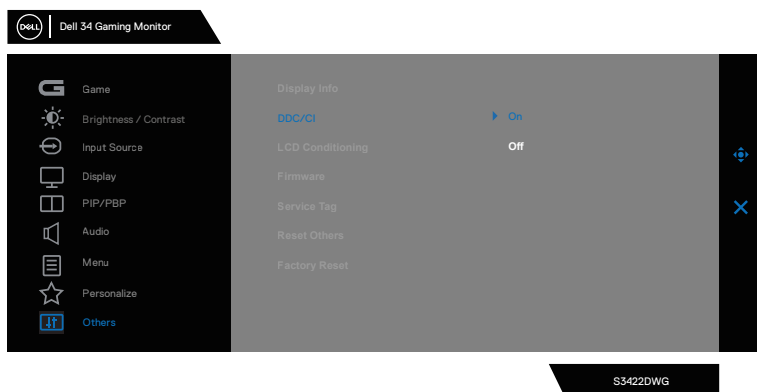 DELL Dell 34 Gaming Monitor
Game
Brightness / Contrast
Input Source
Display
PIP/PBP
Audio
Menu
Personalize
Others
Display Info
DDC/CI
On
LCD Conditioning
Off
Firmware
Service Tag
Reset Others
Factory Reset
S3422DWG